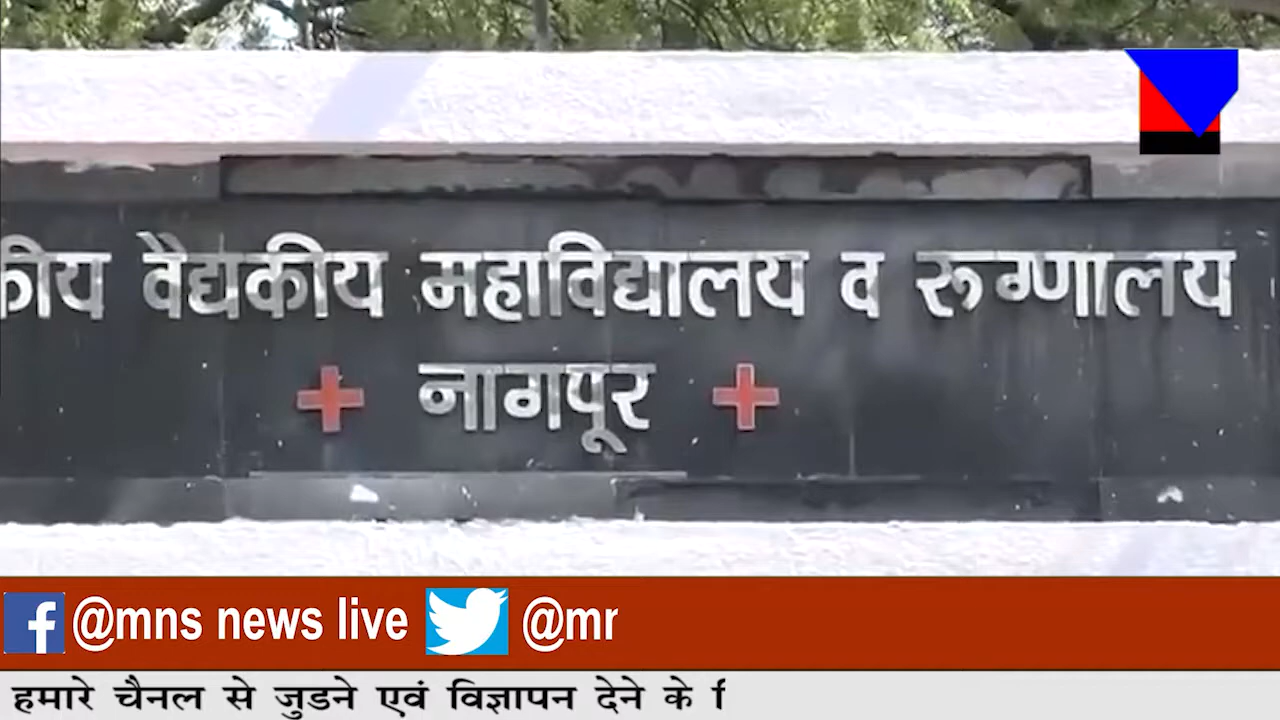 कीय वैद्यकीय महाविद्यालय व रूग्णालय
नागपूर
@mns news live @mr
हमारे चैनल से जुडने एवं विज्ञापन देने के